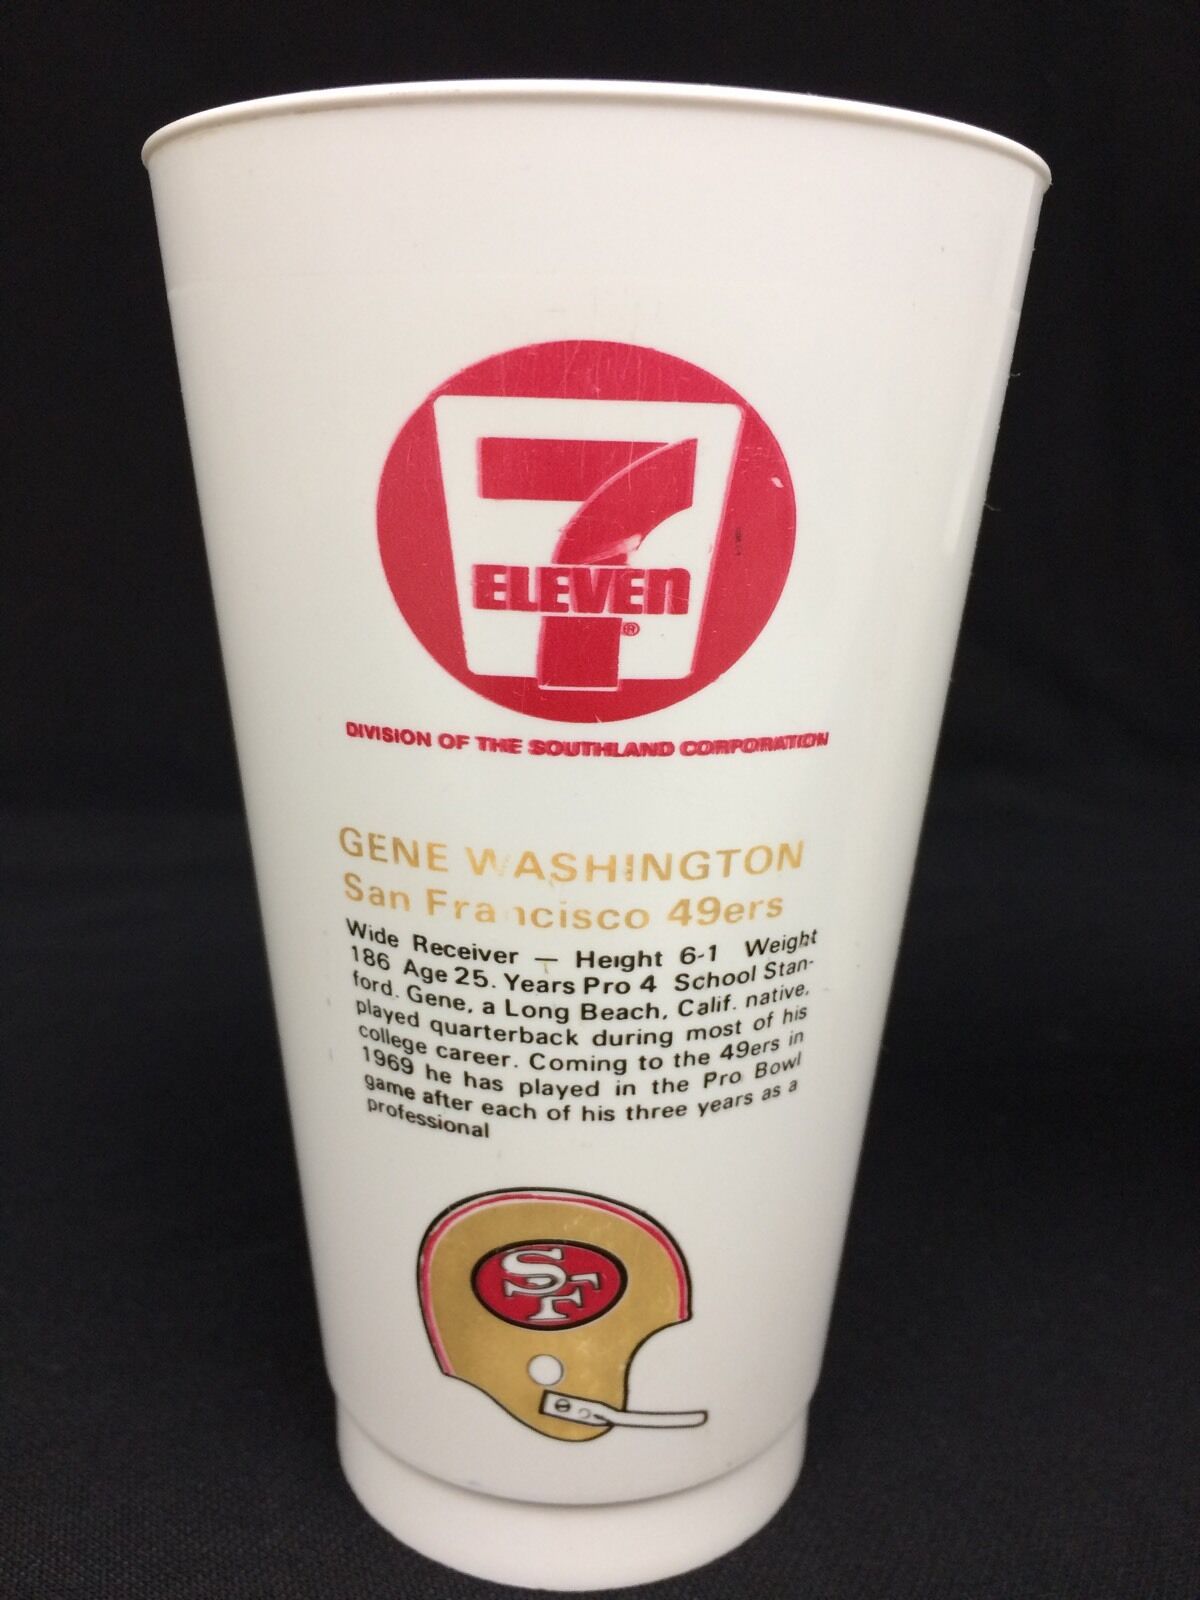 7
ELEVEn
®
DIVISION OF THE SOUTHLAND CORPORATION
GENE WASHINGTON
San Francisco 49ers
Wide Receiver — Height 6-1 Weight
186 Age 25. Years Pro 4 School Stan-
ford. Gene, a Long Beach, Calif. native,
played quarterback during most of his
college career. Coming to the 49ers in
1969 he has played in the Pro Bowl
game after each of his three years as a
professional
SF